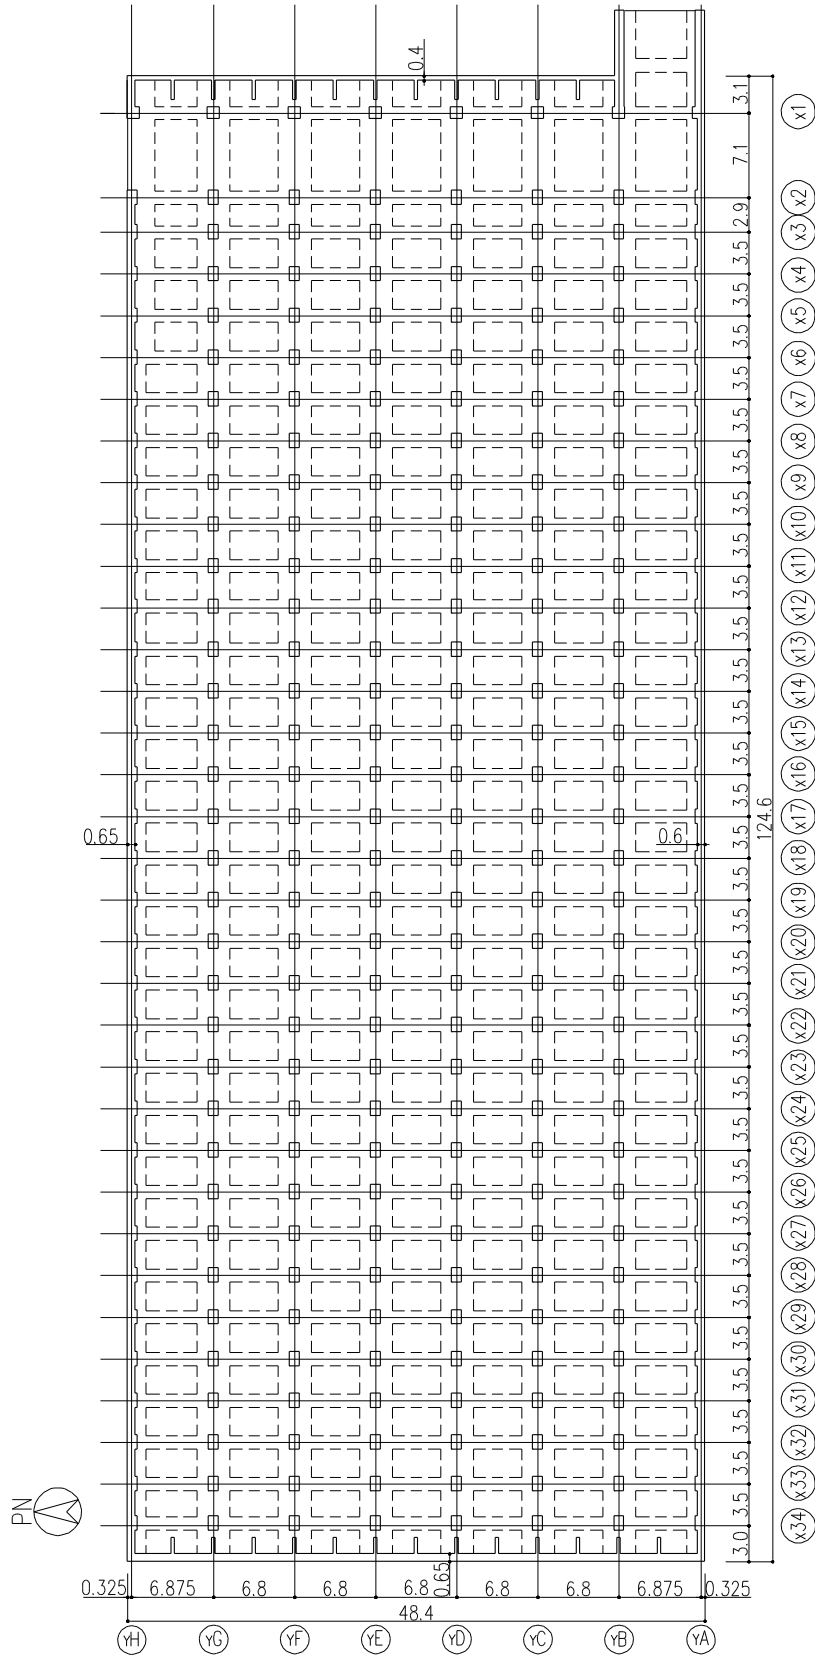 0.4
3.1
x1
7.1
x2
2.9
x3
3.5
x4
3.5
x5
3.5
x6
3.5
x7
3.5
x8
3.5
x9
3.5
x10
3.5
x11
3.5
x12
3.5
x13
3.5
x14
3.5
x15
3.5
x16
3.5
x17
124.6
0.65
0.6
3.5
x18
3.5
x19
3.5
x20
3.5
x21
3.5
x22
3.5
x23
3.5
x24
3.5
x25
3.5
x26
3.5
x27
3.5
x28
3.5
x29
3.5
x30
3.5
x31
3.5
x32
3.5
x33
PN
3.5
x34
3.0
0.65
0.325 6.875 6.8 6.8 6.8 6.8 6.8 6.875 0.325
48.4
YH YG YF YE YD YC YB YA